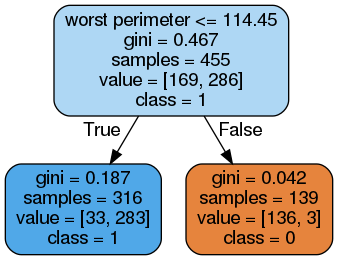 worst perimeter <= 114.45
gini = 0.467
samples = 455
value = [169, 286]
class = 1
True
False
gini = 0.187
samples = 316
value = [33, 283]
class = 1
gini = 0.042
samples = 139
value = [136, 3]
class = 0